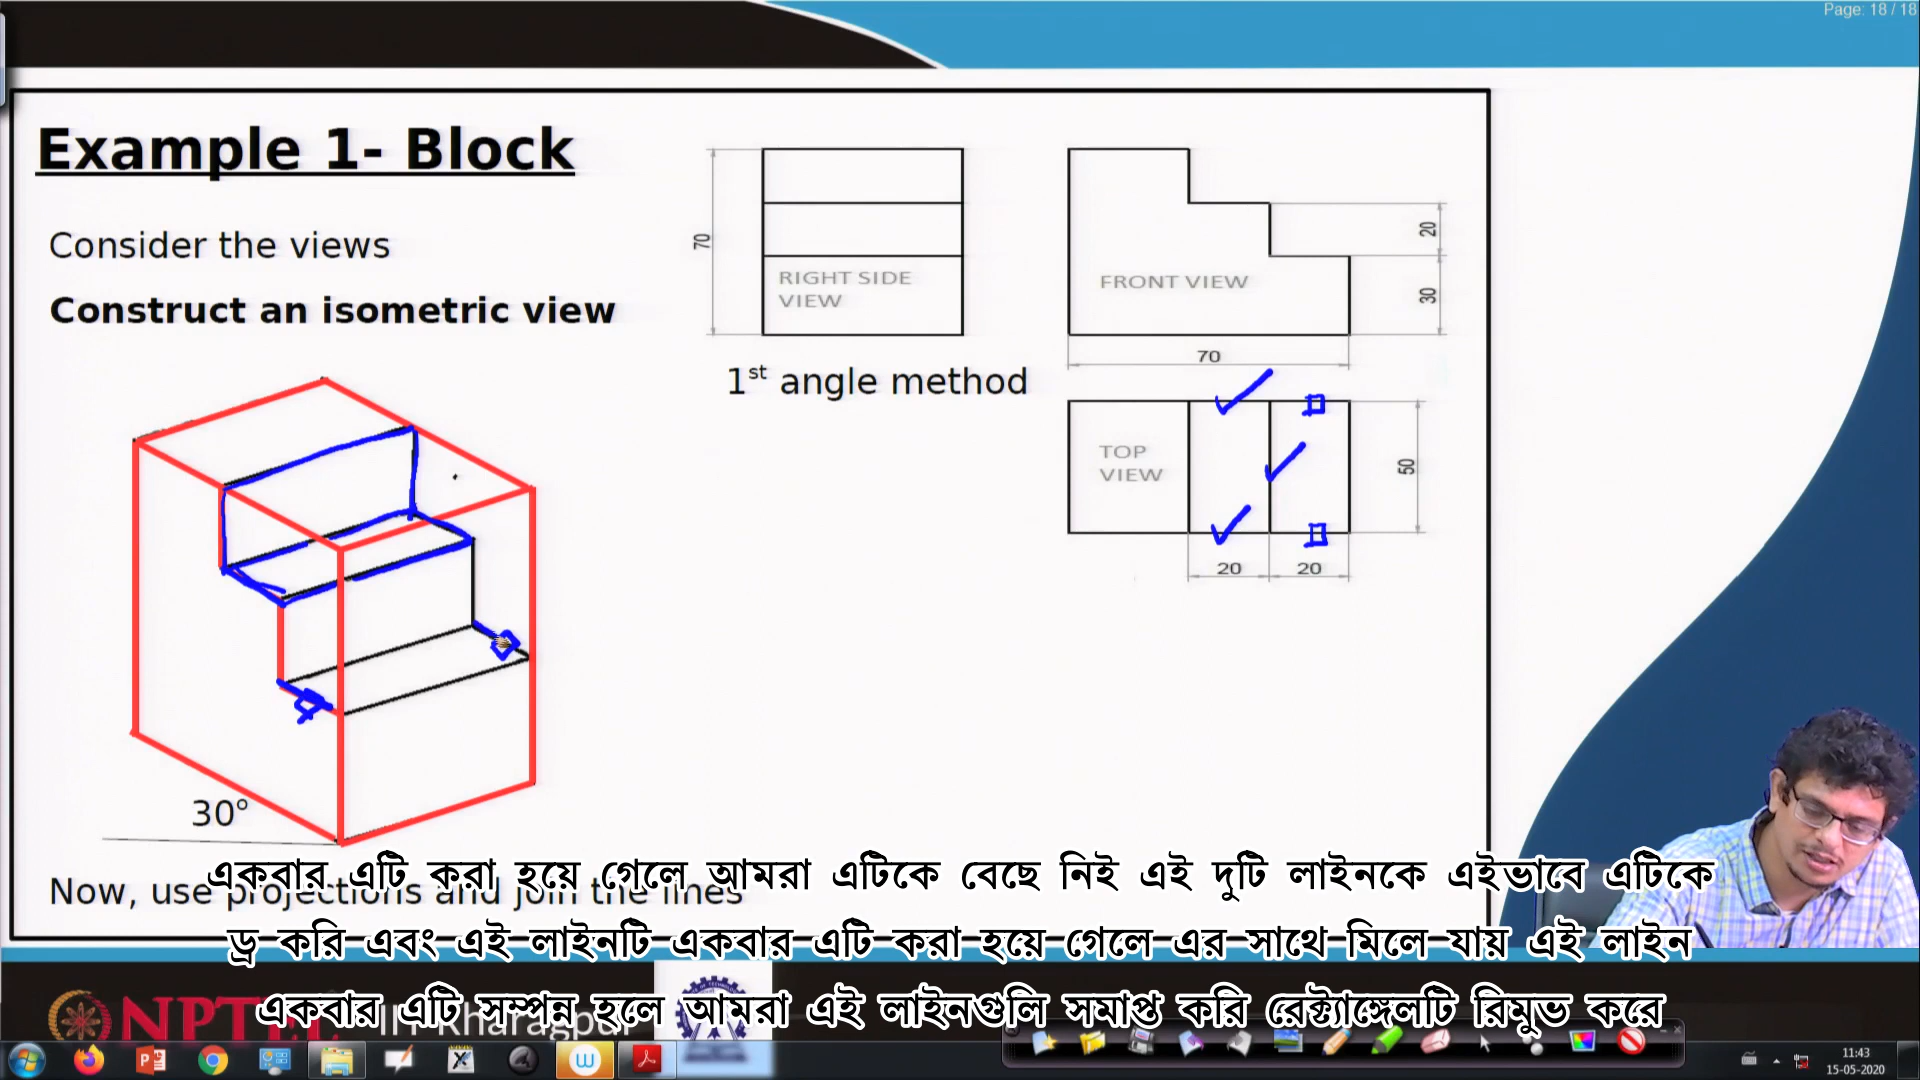 Page: 18 / 18
Example 1- Block
Consider the views
Construct an isometric view
70
RIGHT SIDE
VIEW
FRONT VIEW
20
30
70
1st angle method
TOP
VIEW
50
20
20
30°
Now, use projections and join the lines
একবার এটি করা হয়ে গেলে আমরা এটিকে বেছে নিই এই দুটি লাইনকে এইভাবে এটিকে
ড্র করি এবং এই লাইনটি একবার এটি করা হয়ে গেলে এর সাথে মিলে যায় এই লাইন
একবার এটি সম্পন্ন হলে আমরা এই লাইনগুলি সমাপ্ত করি রেক্ট্যাঙ্গেলটি রিমুভ করে
NPTEL
IIT Kharagpur
11:43
15-05-2020